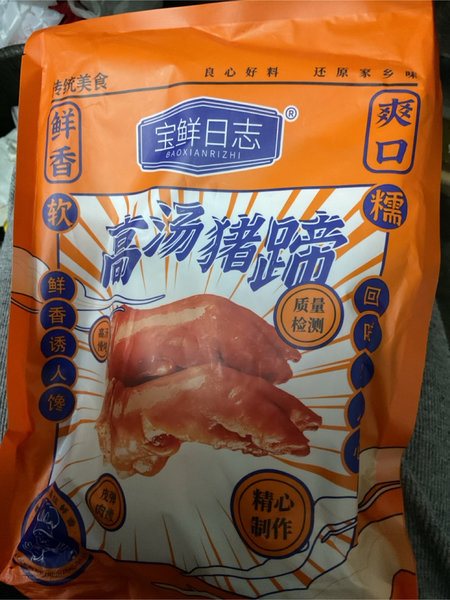 传统美食
良心好料 还原家乡味
鲜香
爽口
宝鲜日志®
BAOXIANRIZHI
软
糯
高汤猪蹄
鲜香诱人馋
回
质量
检测
精心
制作